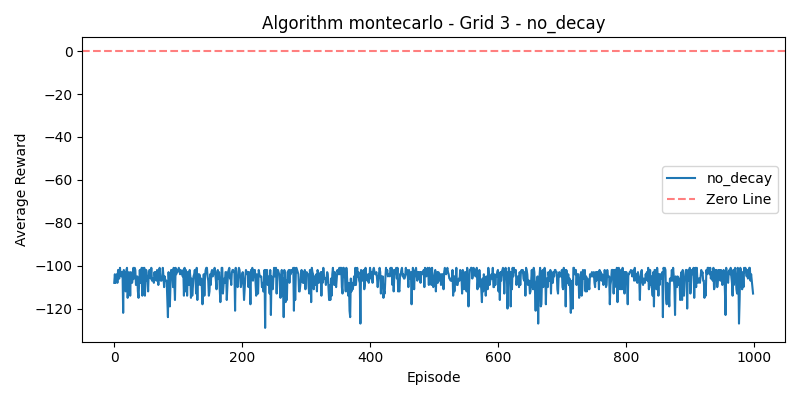 Algorithm montecarlo - Grid 3 - no_decay
0
−20
−40
−60
−80
−100
−120
Average Reward
no_decay
Zero Line
0
200
400
600
800
1000
Episode